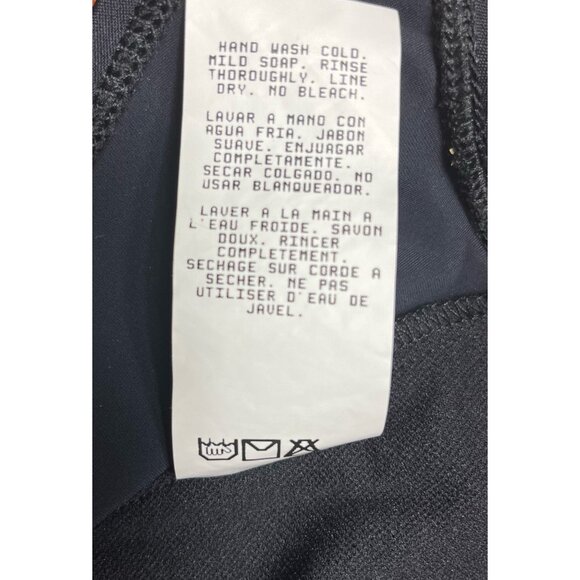 HAND WASH COLD.
MILD SOAP. RINSE
THOROUGHLY. LINE
DRY. NO BLEACH.
LAVAR A MANO CON
AGUA FRIA. JABON
SUAVE. ENJUAGAR
COMPLETAMENTE.
SECAR COLGADO. NO
USAR BLANQUEADOR.
LAVER A LA MAIN A
L'EAU FROIDE. SAVON
DOUX. RINCER
COMPLETEMENT.
SECHAGE SUR CORDE A
SECHER. NE PAS
UTILISER D'EAU DE
JAVEL.